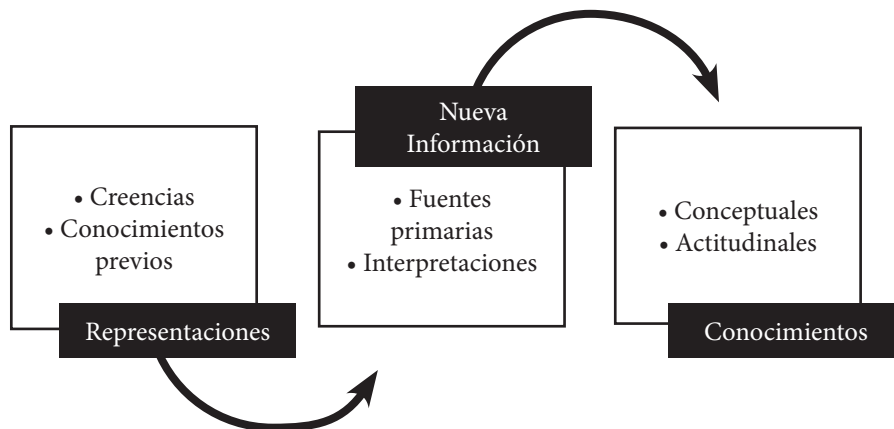 • Creencias
• Conocimientos
previos
Representaciones
Nueva
Información
• Fuentes
primarias
• Interpretaciones
• Conceptuales
• Actitudinales
Conocimientos